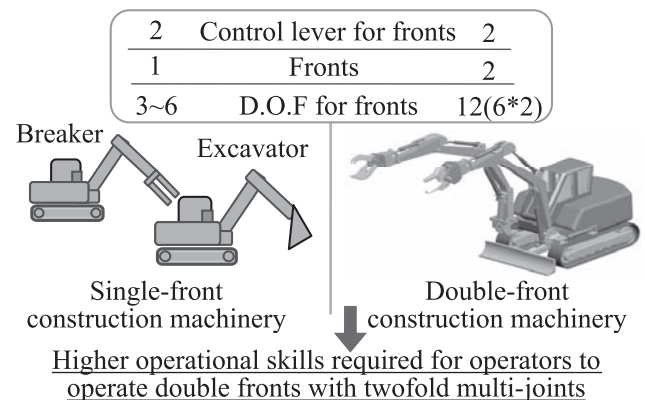 2 Control lever for fronts 2
1 Fronts 2
3~6 D.O.F for fronts 12(6*2)
Breaker
Excavator
Single-front
construction machinery
Double-front
construction machinery
Higher operational skills required for operators to
operate double fronts with twofold multi-joints